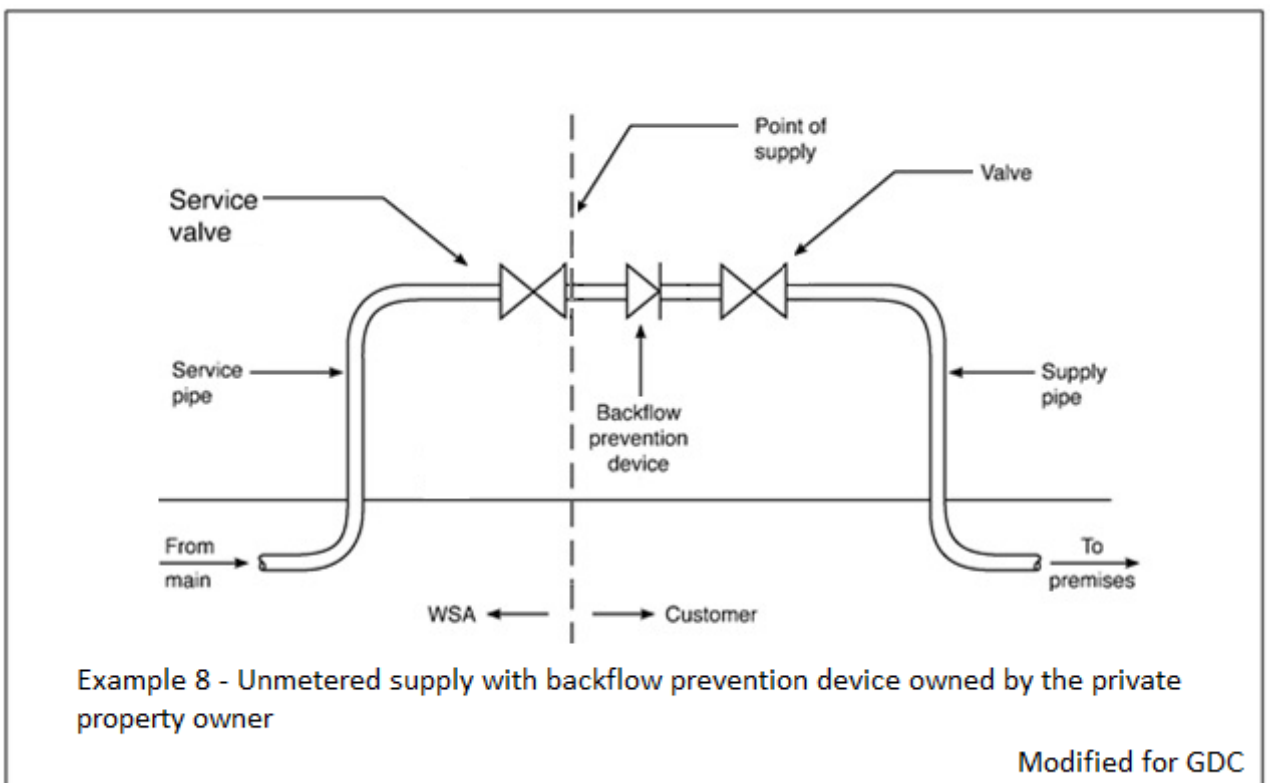 Point of
supply
Valve
Service
valve
Service
pipe
Backflow
prevention
device
Supply
pipe
From
main
To
premises
WSA
Customer
Example 8 - Unmetered supply with backflow prevention device owned by the private
property owner
Modified for GDC